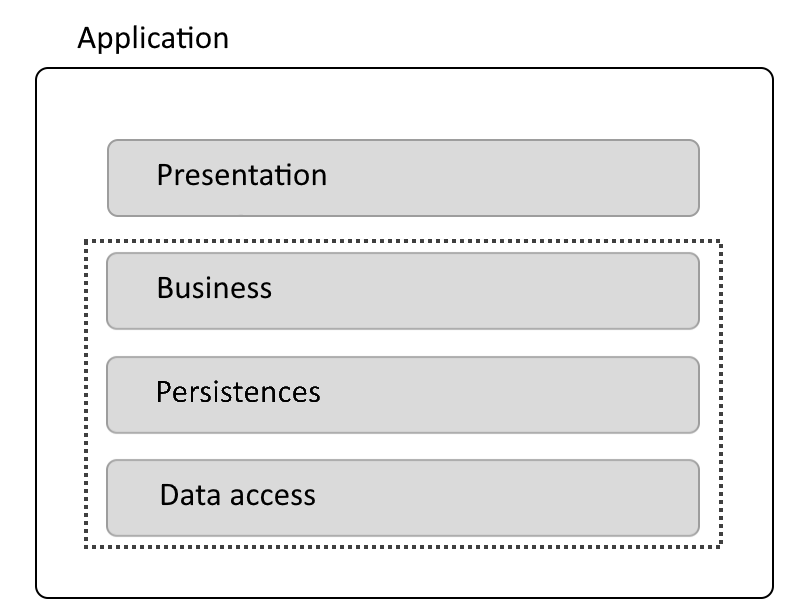 Application
Presentation
Business
Persistences
Data access